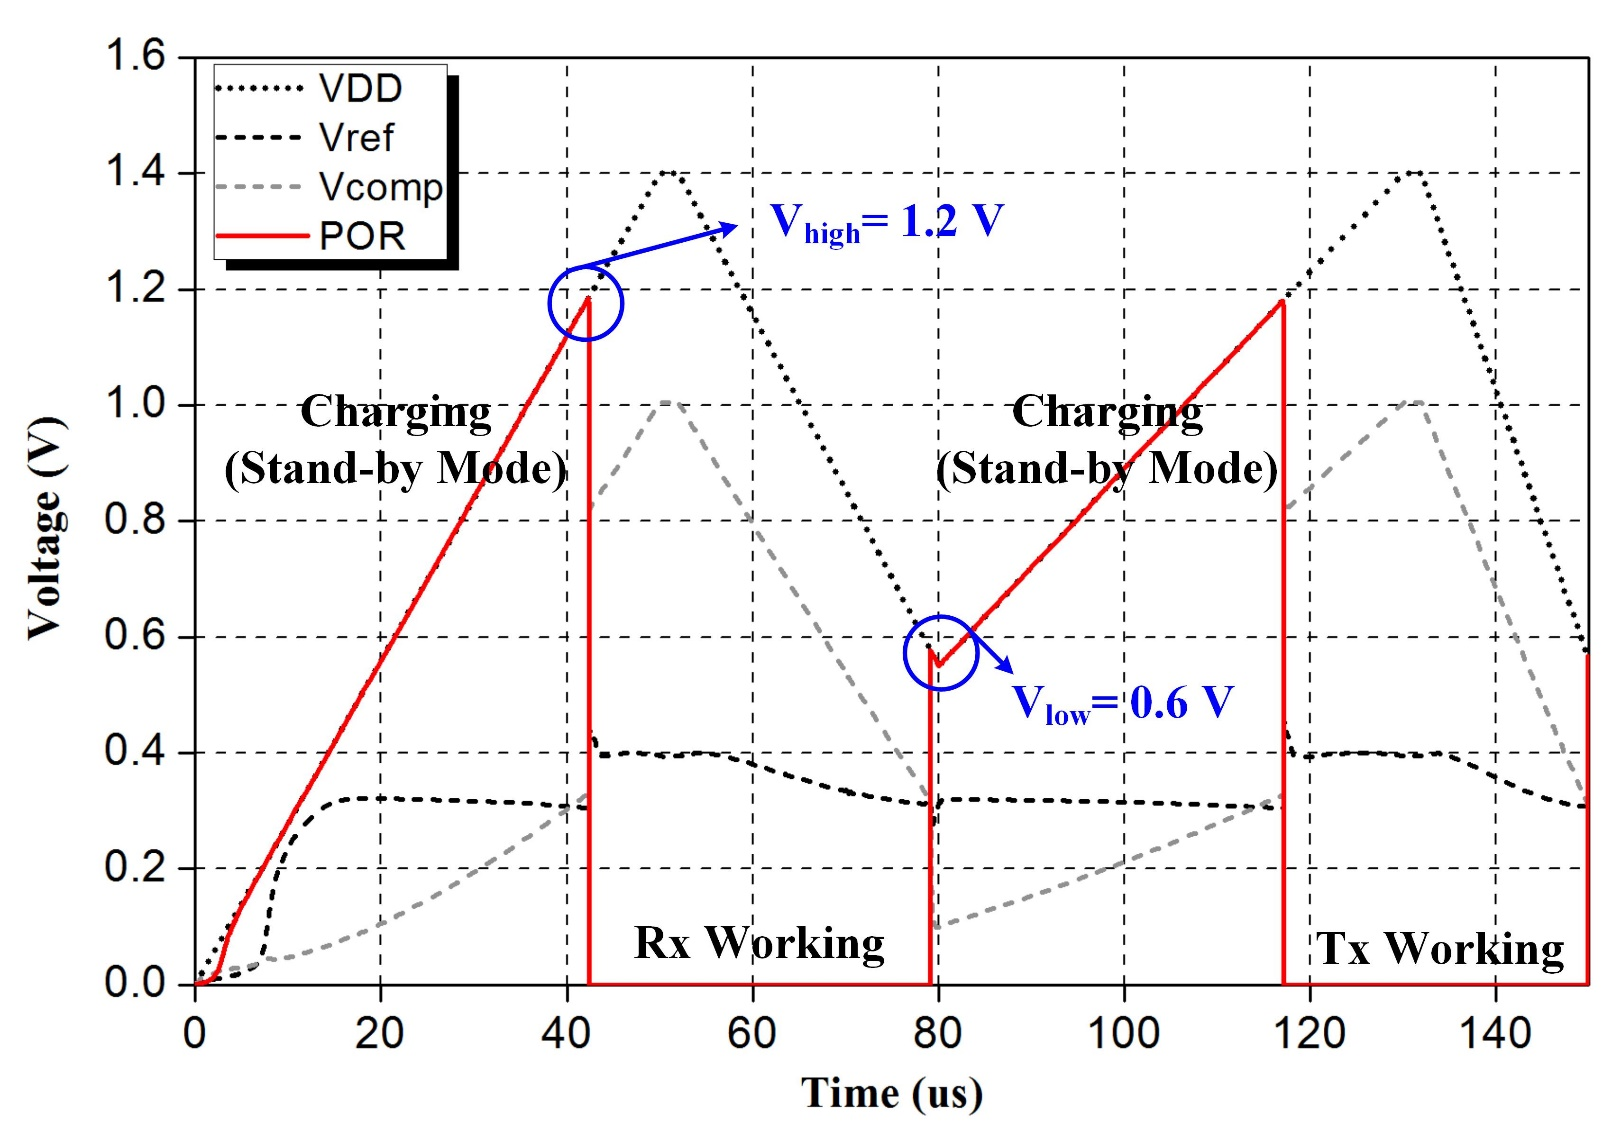 1.6
1.4
1.2
1.0
0.8
0.6
0.4
0.2
0.0
Voltage (V)
VDD
Vref
Vcomp
POR
Vhigh= 1.2 V
Charging
(Stand-by Mode)
Charging
(Stand-by Mode)
Vlow= 0.6 V
Rx Working
Tx Working
0 20 40 60 80 100 120 140
Time (us)